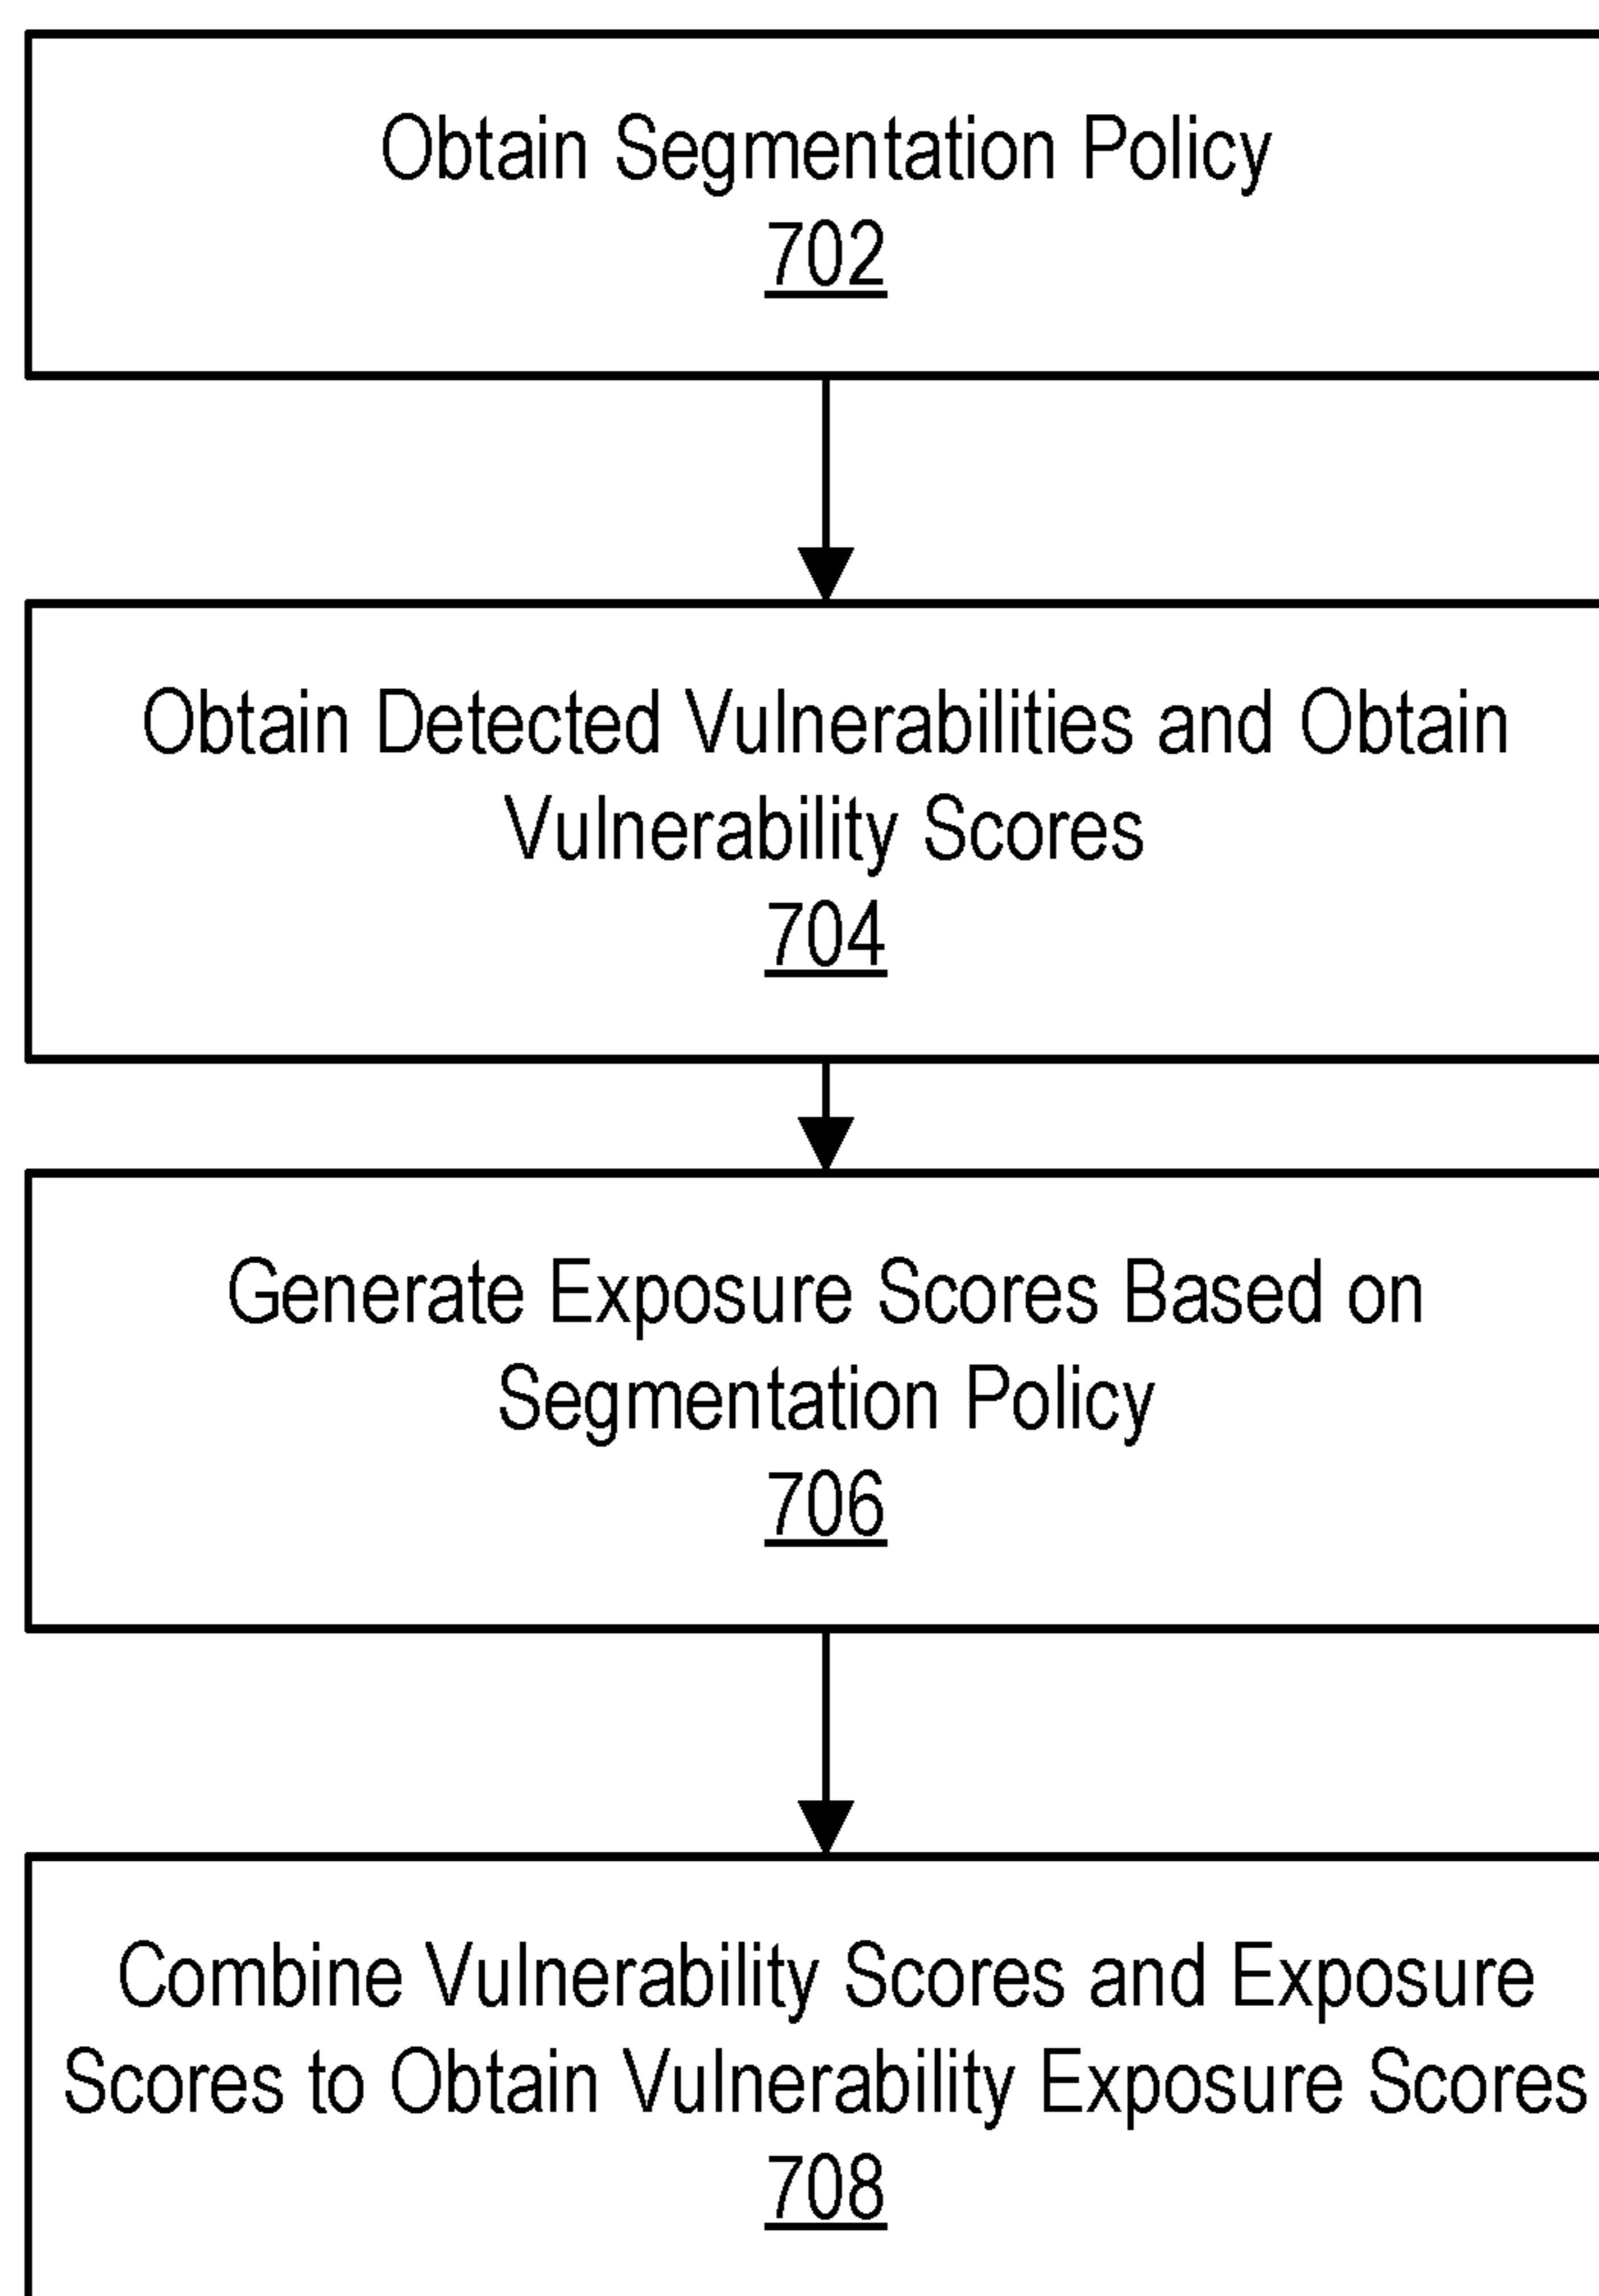 Obtain Segmentation Policy
702
Obtain Detected Vulnerabilities and Obtain
Vulnerability Scores
704
Generate Exposure Scores Based on
Segmentation Policy
706
Combine Vulnerability Scores and Exposure
Scores to Obtain Vulnerability Exposure Scores
708